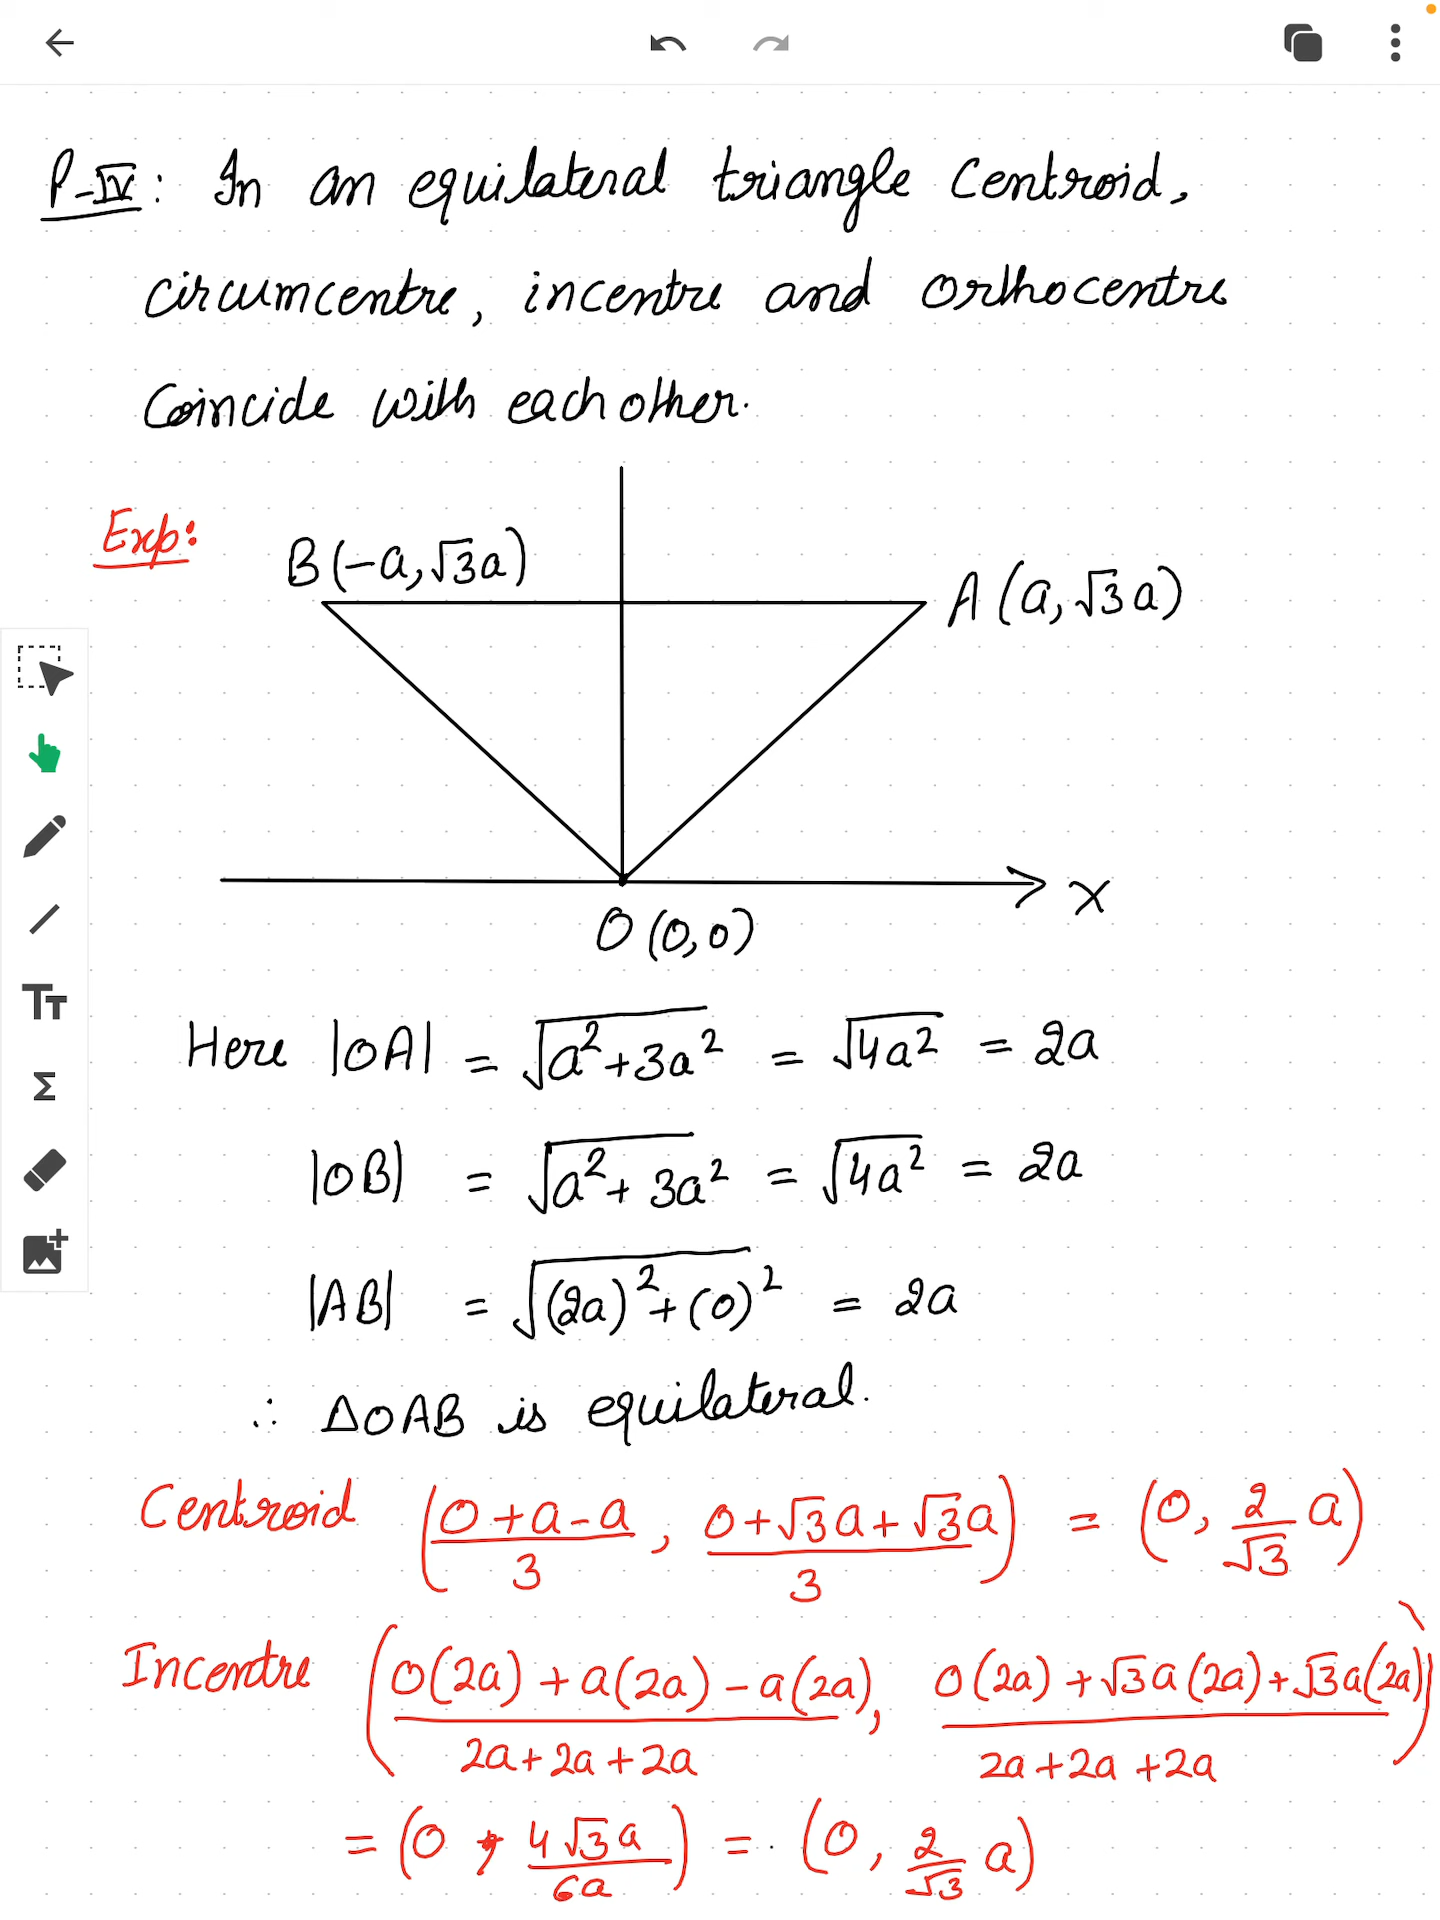 P-IV: In an equilateral triangle Centroid,
circumcentre, incentre and orthocentre
Coincide with each other.
Exp:
B(-a, √3a)
A(a, √3a)
x
O(0,0)
Here |OA| = √(a²+3a²) = √(4a²) = 2a
|OB| = √(a²+3a²) = √(4a²) = 2a
|AB| = √((2a)²+(0)²) = 2a
∴ ΔOAB is equilateral.
Centroid ((0+a-a)/3, (0+√3a+√3a)/3) = (0, 2/√3 a)
Incentre ((0(2a)+a(2a)-a(2a))/(2a+2a+2a), (0(2a)+√3a(2a)+√3a(2a))/(2a+2a+2a))
= (0, 4√3a/6a) = (0, 2/√3 a)
TT
Σ